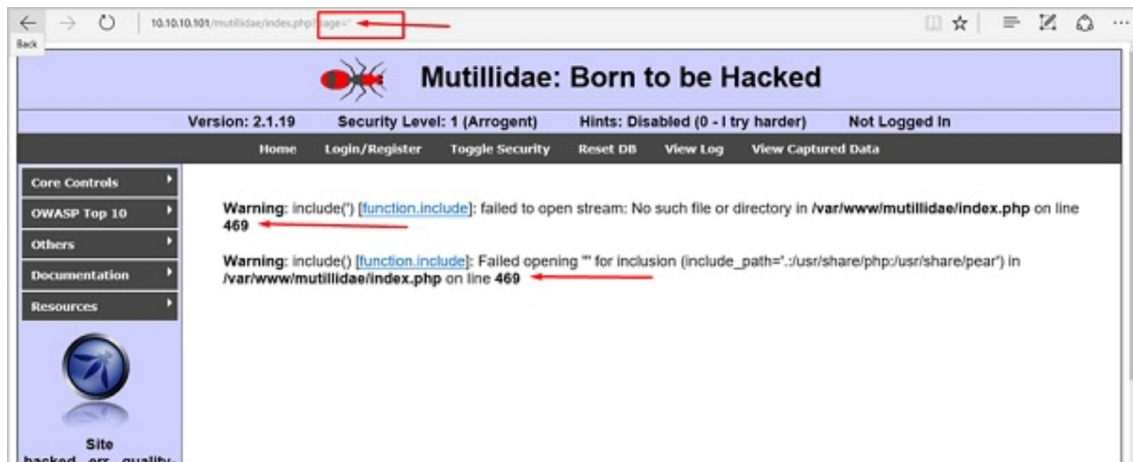 10.10.10.101/mutillidae/index.php?page='
Back
Mutillidae: Born to be Hacked
Version: 2.1.19 Security Level: 1 (Arrogent) Hints: Disabled (0 - I try harder) Not Logged In
Home Login/Register Toggle Security Reset DB View Log View Captured Data
Core Controls
OWASP Top 10
Others
Documentation
Resources
Site
hacked...err...quality-
Warning: include(') [function.include]: failed to open stream: No such file or directory in /var/www/mutillidae/index.php on line
469
Warning: include() [function.include]: Failed opening ''' for inclusion (include_path='.:/usr/share/php:/usr/share/pear') in
/var/www/mutillidae/index.php on line 469